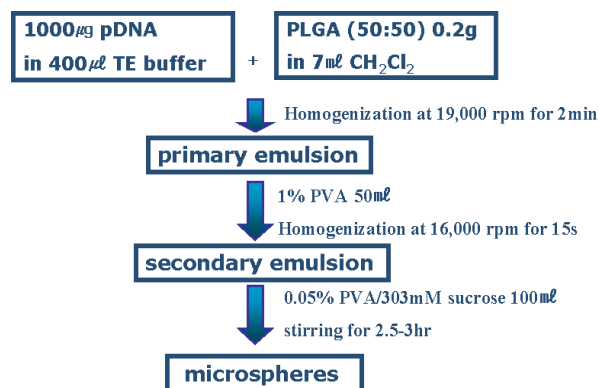 1000㎍ pDNA
in 400㎕ TE buffer
+
PLGA (50:50) 0.2g
in 7㎖ CH₂Cl₂
Homogenization at 19,000 rpm for 2min
primary emulsion
1% PVA 50㎖
Homogenization at 16,000 rpm for 15s
secondary emulsion
0.05% PVA/303mM sucrose 100㎖
stirring for 2.5-3hr
microspheres